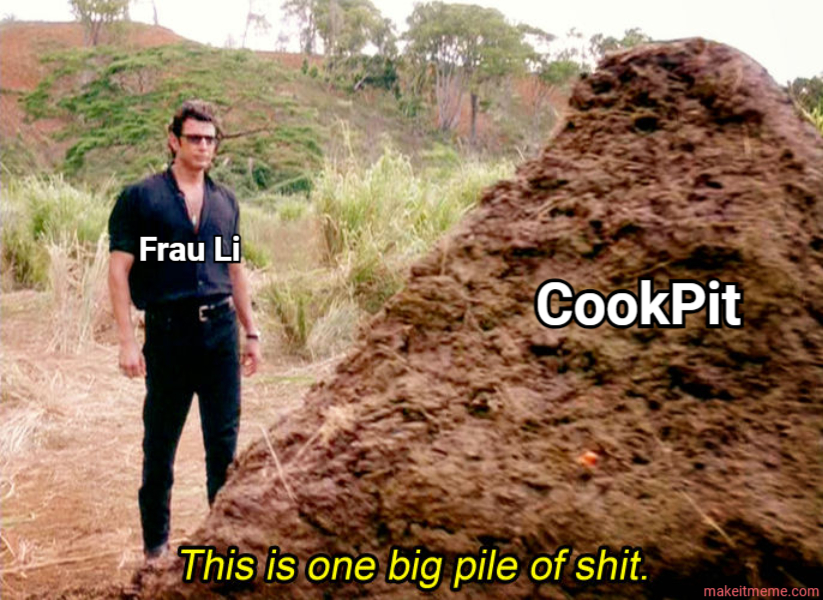 Frau Li
CookPit
This is one big pile of shit.
makeitmeme.com